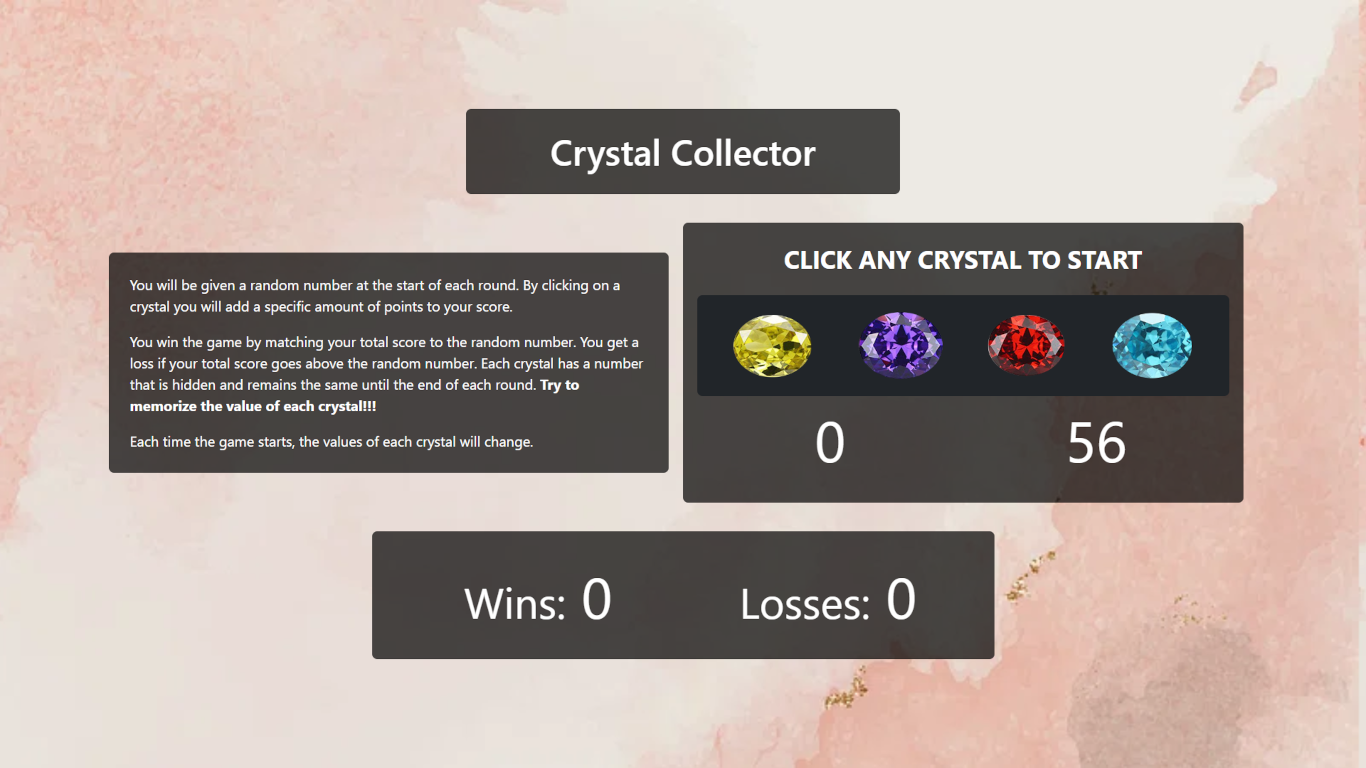 Crystal Collector
You will be given a random number at the start of each round. By clicking on a
crystal you will add a specific amount of points to your score.
You win the game by matching your total score to the random number. You get a
loss if your total score goes above the random number. Each crystal has a number
that is hidden and remains the same until the end of each round. Try to
memorize the value of each crystal!!!
Each time the game starts, the values of each crystal will change.
CLICK ANY CRYSTAL TO START
0 56
Wins: 0 Losses: 0